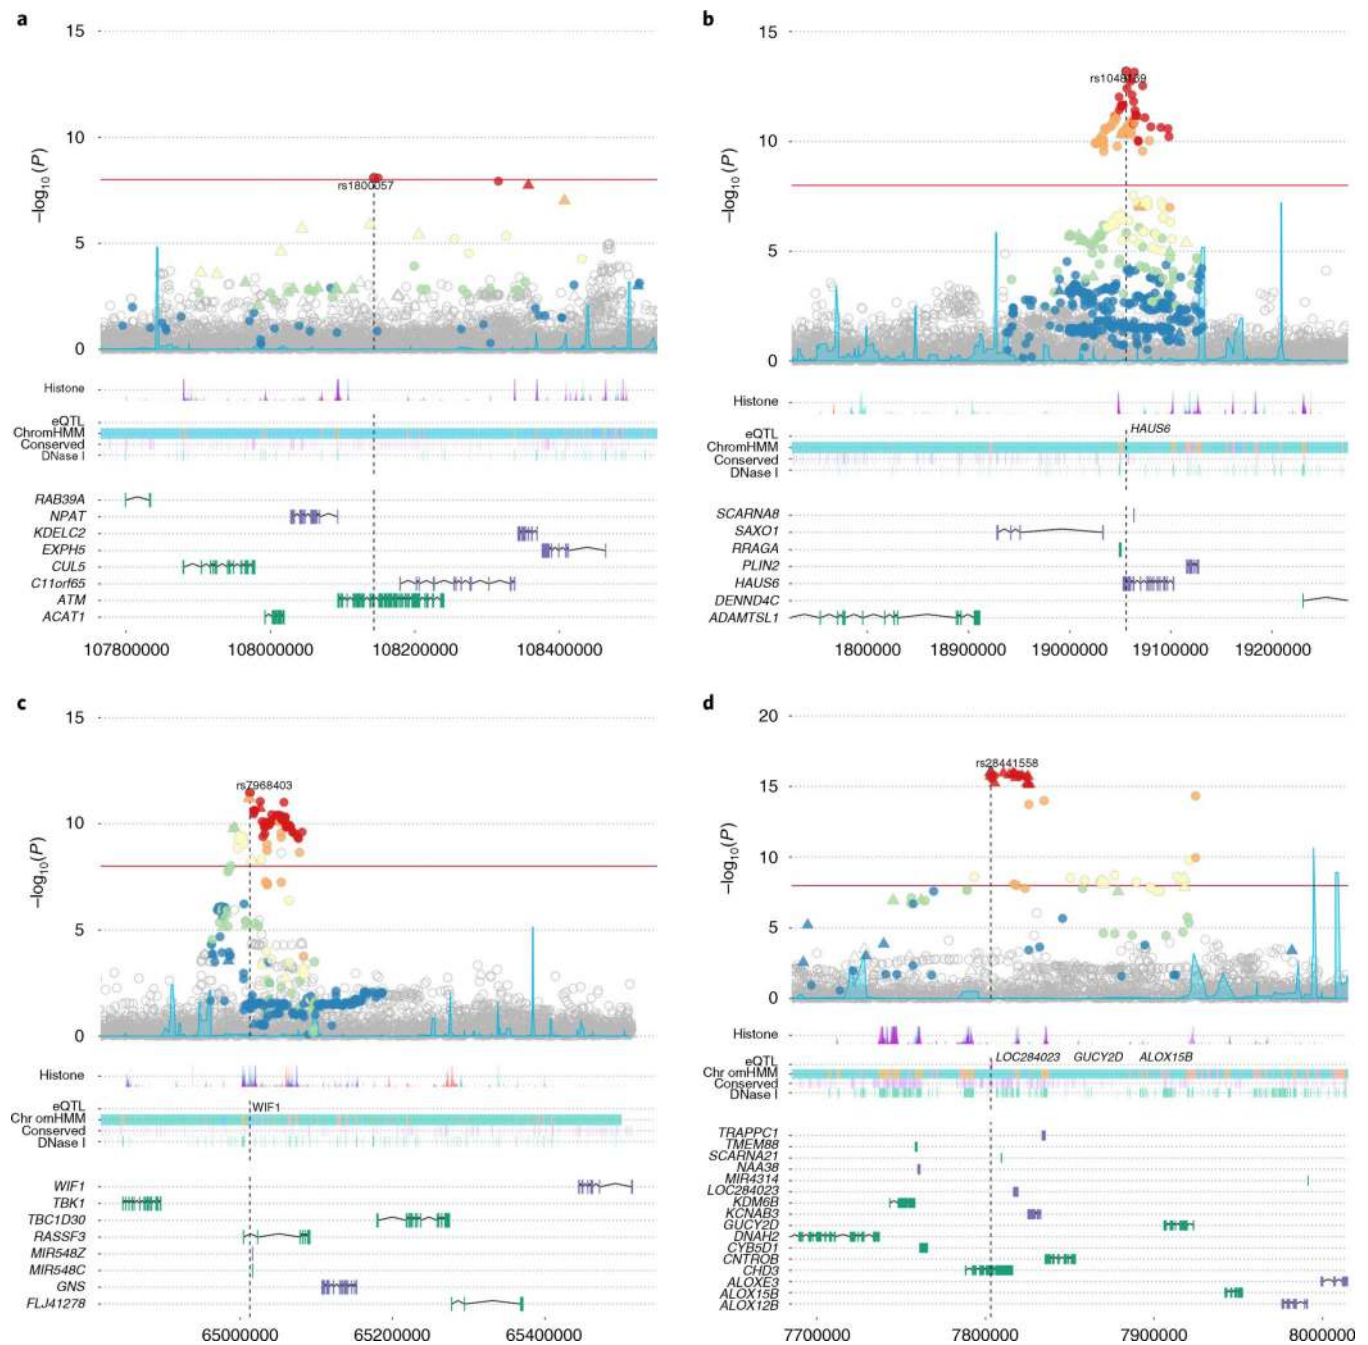 a
15
10
5
0
–log10 (P)
rs1800057
Histone
eQTL
ChromHMM
Conserved
DNase I
RAB39A
NPAT
KDELC2
EXPH5
CUL5
C11orf65
ATM
ACAT1
107800000 108000000 108200000 108400000
b
15
10
5
0
–log10 (P)
rs1048169
Histone
eQTL
HAUS6
ChromHMM
Conserved
DNase I
SCARNA8
SAXO1
RRAGA
PLIN2
HAUS6
DENND4C
ADAMTSL1
18800000 18900000 19000000 19100000 19200000
c
15
10
5
0
–log10 (P)
rs7968403
Histone
eQTL
WIF1
Chr omHMM
Conserved
DNase I
WIF1
TBK1
TBC1D30
RASSF3
MIR548Z
MIR548C
GNS
FLJ41278
65000000 65200000 65400000
d
20
15
10
5
0
–log10(P)
rs28441558
Histone
eQTL
LOC284023 GUCY2D ALOX15B
Chr omHMM
Conserved
DNase I
TRAPPC1
TMEM88
SCARNA21
NAA38
MIR4314
LOC284023
KDM6B
KCNAB3
GUCY2D
DNAH2
CYB5D1
CNTROB
CHD3
ALOXE3
ALOX15B
ALOX12B
7700000 7800000 7900000 8000000